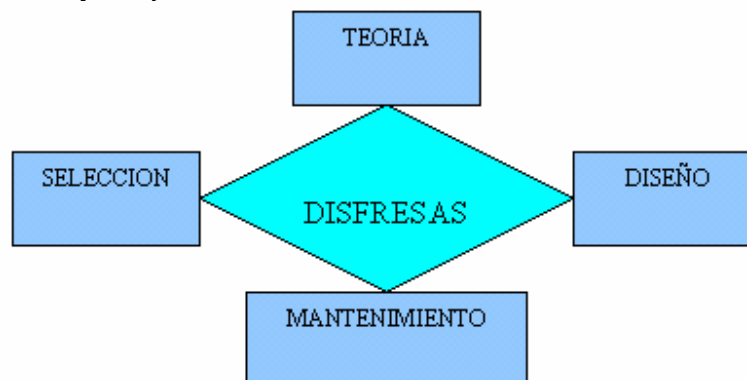 TEORIA
SELECCION
DISFRESAS
DISEÑO
MANTENIMIENTO